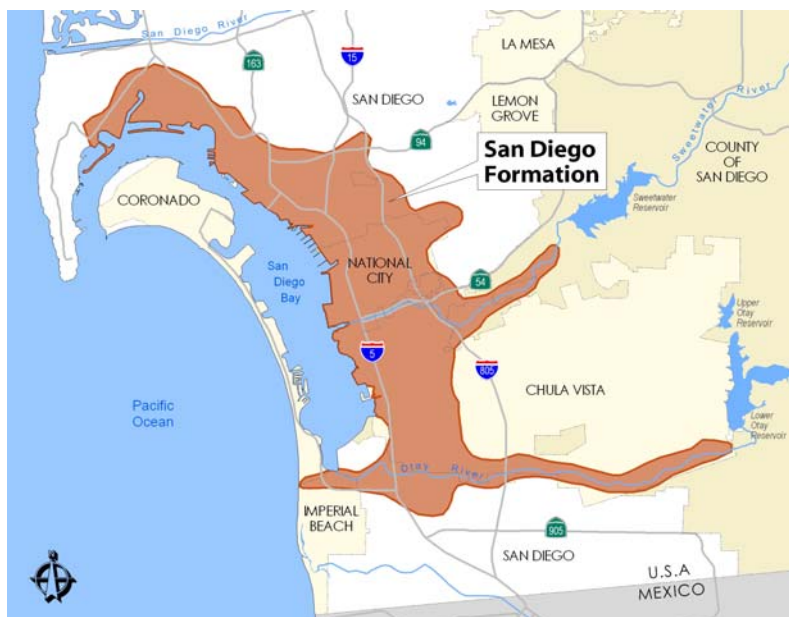 San Diego River
163
15
LA MESA
SAN DIEGO
LEMON
GROVE
94
Sweetwater
River
COUNTY
OF
SAN DIEGO
San Diego
Formation
CORONADO
Sweetwater
Reservoir
San
Diego
Bay
NATIONAL
CITY
54
Upper
Otay
Reservoir
5
805
CHULA VISTA
Pacific
Ocean
Lower
Otay
Reservoir
Otay River
IMPERIAL
BEACH
905
SAN DIEGO
U.S.A
MEXICO